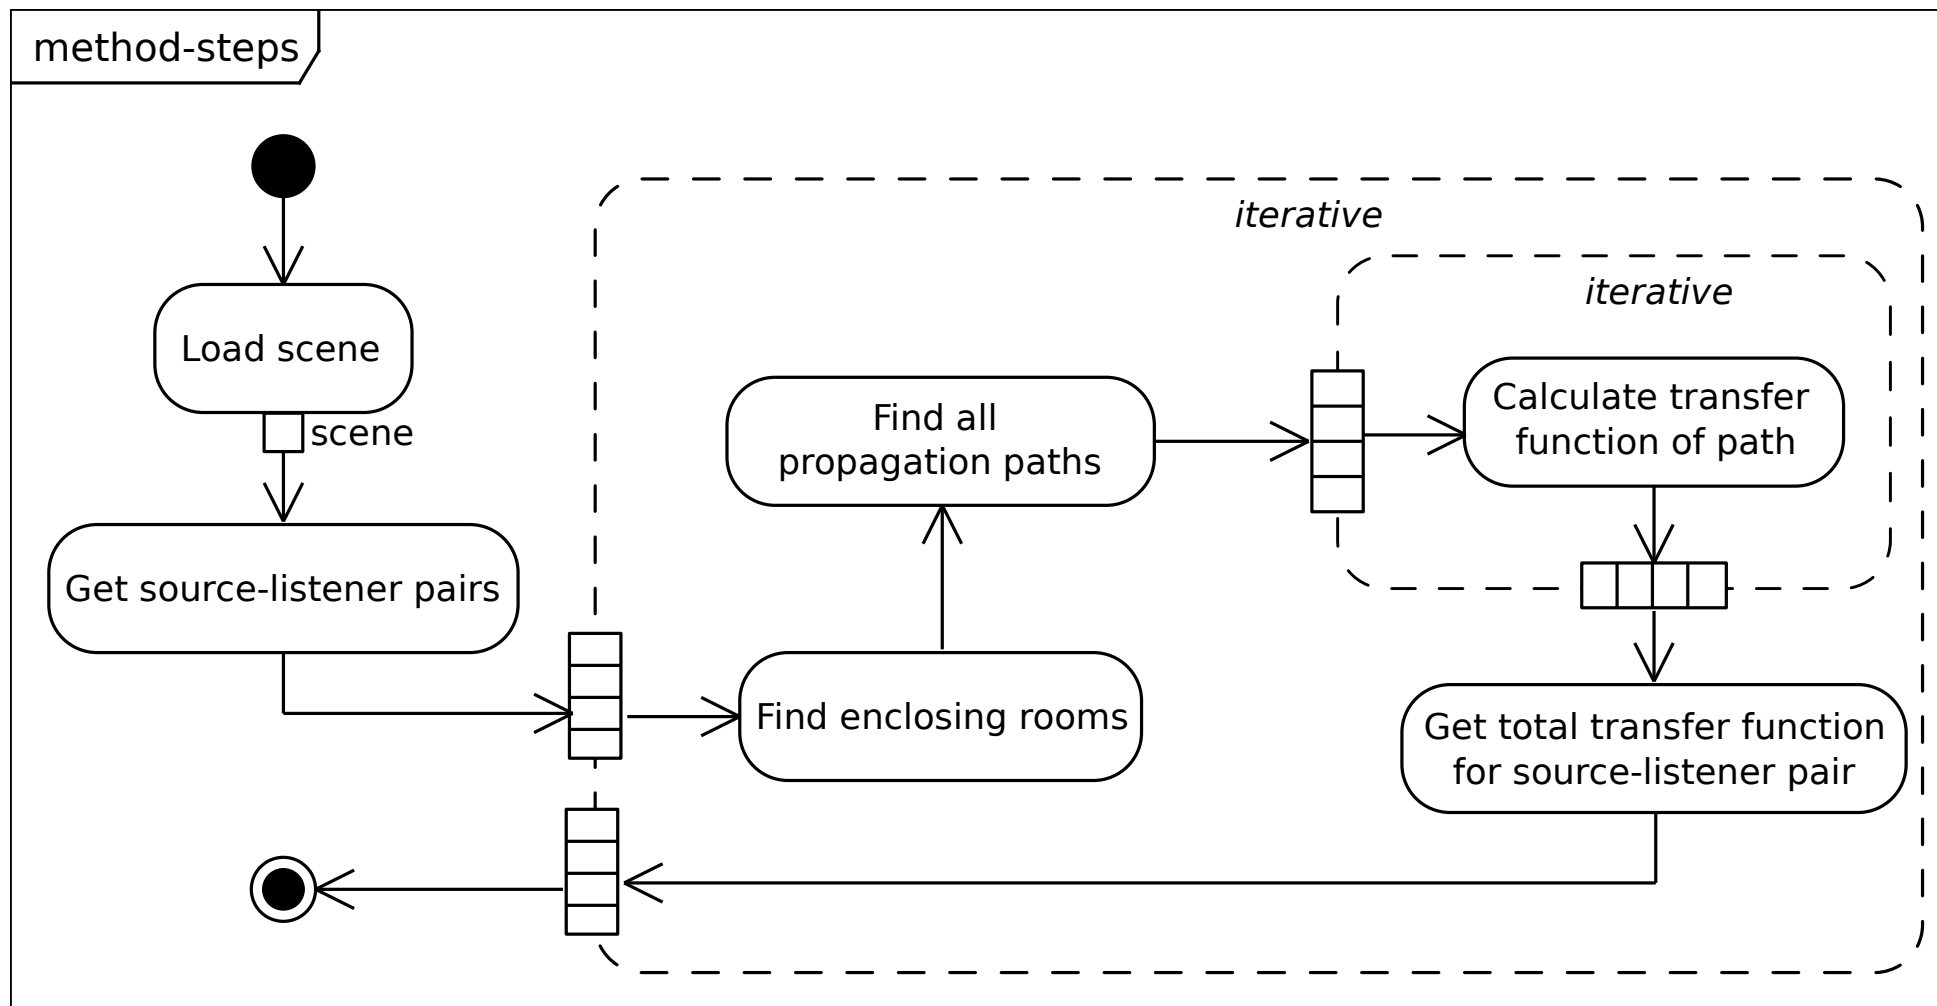 method-steps
iterative
iterative
Load scene
scene
Find all
propagation paths
Calculate transfer
function of path
Get source-listener pairs
Find enclosing rooms
Get total transfer function
for source-listener pair